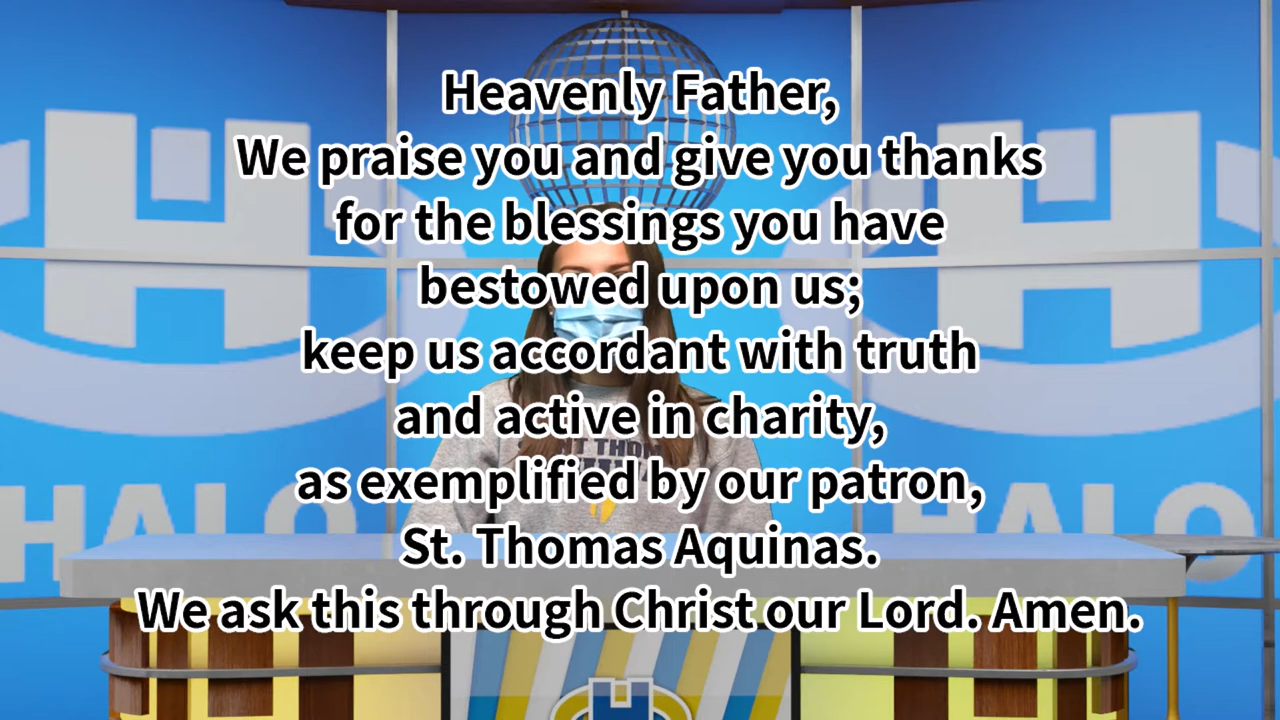 Heavenly Father,
We praise you and give you thanks
for the blessings you have
bestowed upon us;
keep us accordant with truth
and active in charity,
as exemplified by our patron,
St. Thomas Aquinas.
We ask this through Christ our Lord. Amen.
H
H
HALO
HALO
H